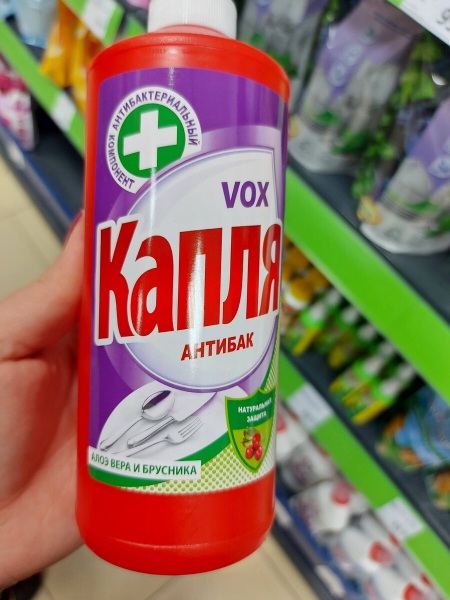 АНТИБАКТЕРИАЛЬНЫЙ
КОМПОНЕНТ
VOX
Капля
АНТИБАК
НАТУРАЛЬНАЯ
ЗАЩИТА
АЛОЭ ВЕРА И БРУСНИКА